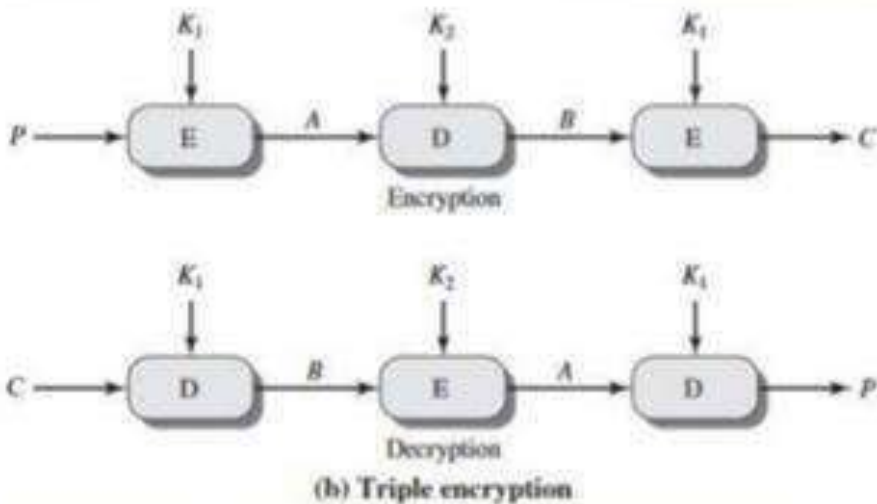 K1 K2 K1
P E A D B E C
Encryption
K1 K2 K1
C D B E A D P
Decryption
(b) Triple encryption